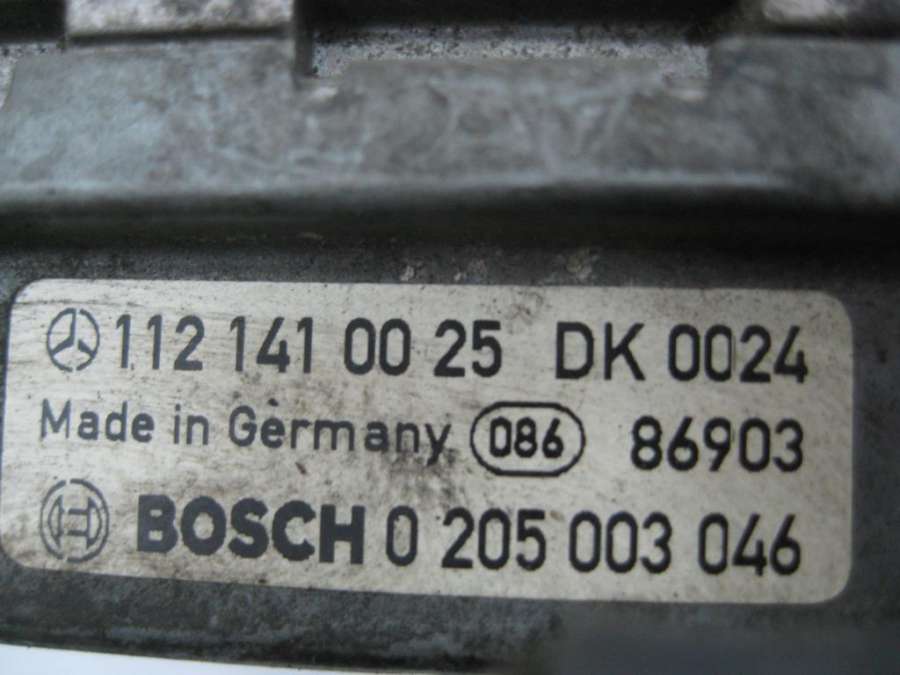 112 141 00 25 DK 0024
Made in Germany 086 86903
BOSCH 0 205 003 046